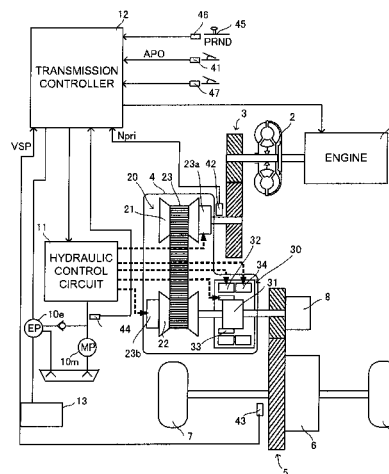 46
45
12
PRND
APO
41
TRANSMISSION
CONTROLLER
47
3
2
VSP
Npri
ENGINE
4
23
23a
42
20
21
11
32
30
34
HYDRAULIC
CONTROL
CIRCUIT
31
8
10e
EP
44
22
33
MP
10m
23b
13
43
7
6
5